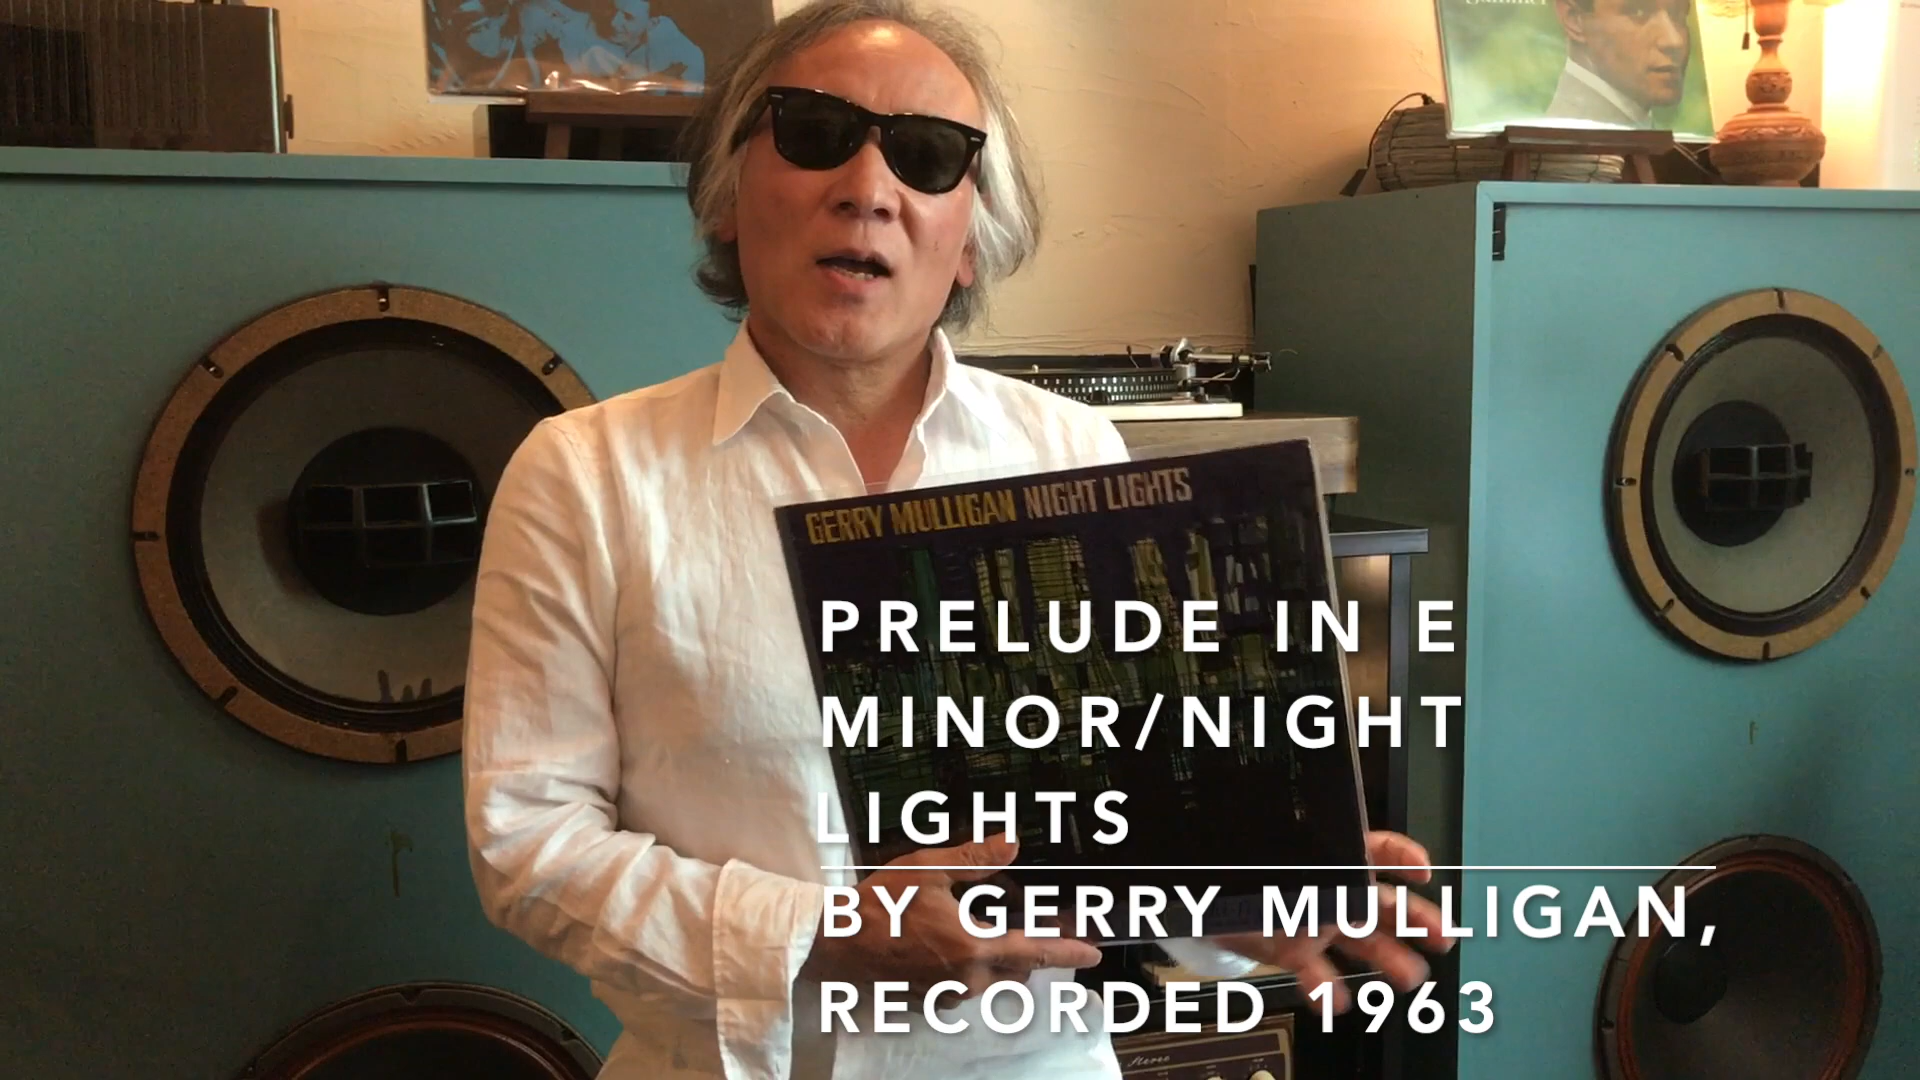 GERRY MULLIGAN NIGHT LIGHTS
PRELUDE IN E
MINOR/NIGHT
LIGHTS
BY GERRY MULLIGAN,
RECORDED 1963